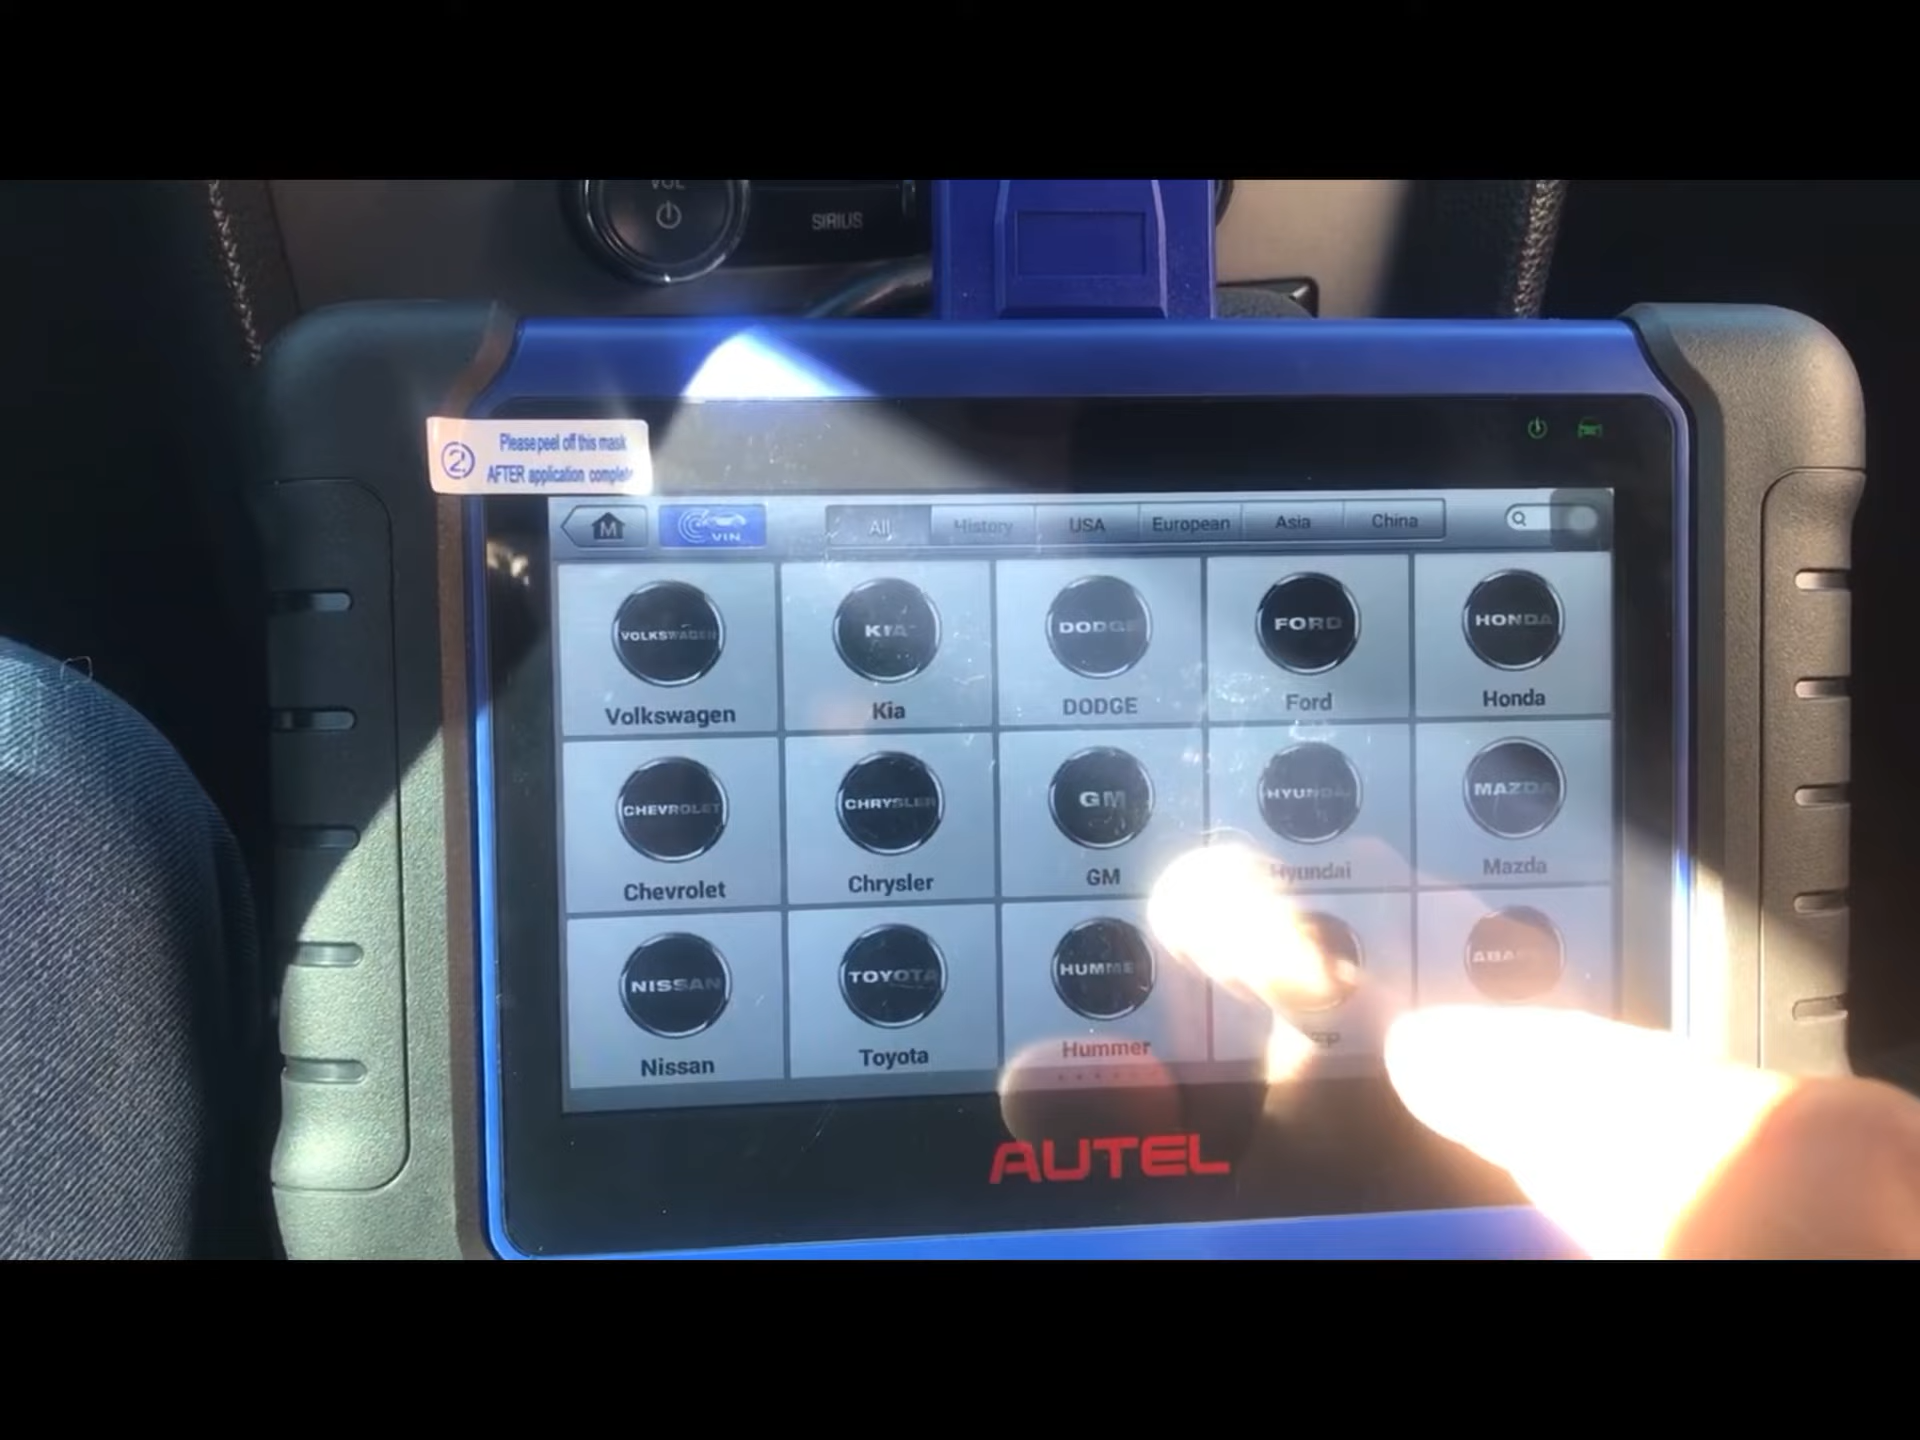 VOL
SIRIUS
2
Please peel off this mask
AFTER application complete
M
VIN
All
History
USA
European
Asia
China
VOLKSWAGEN
KIA
DODGE
FORD
HONDA
Volkswagen
Kia
DODGE
Ford
Honda
CHEVROLET
CHRYSLER
GM
HYUNDAI
MAZDA
Chevrolet
Chrysler
GM
Hyundai
Mazda
NISSAN
TOYOTA
HUMMER
Nissan
Toyota
Hummer
AUTEL